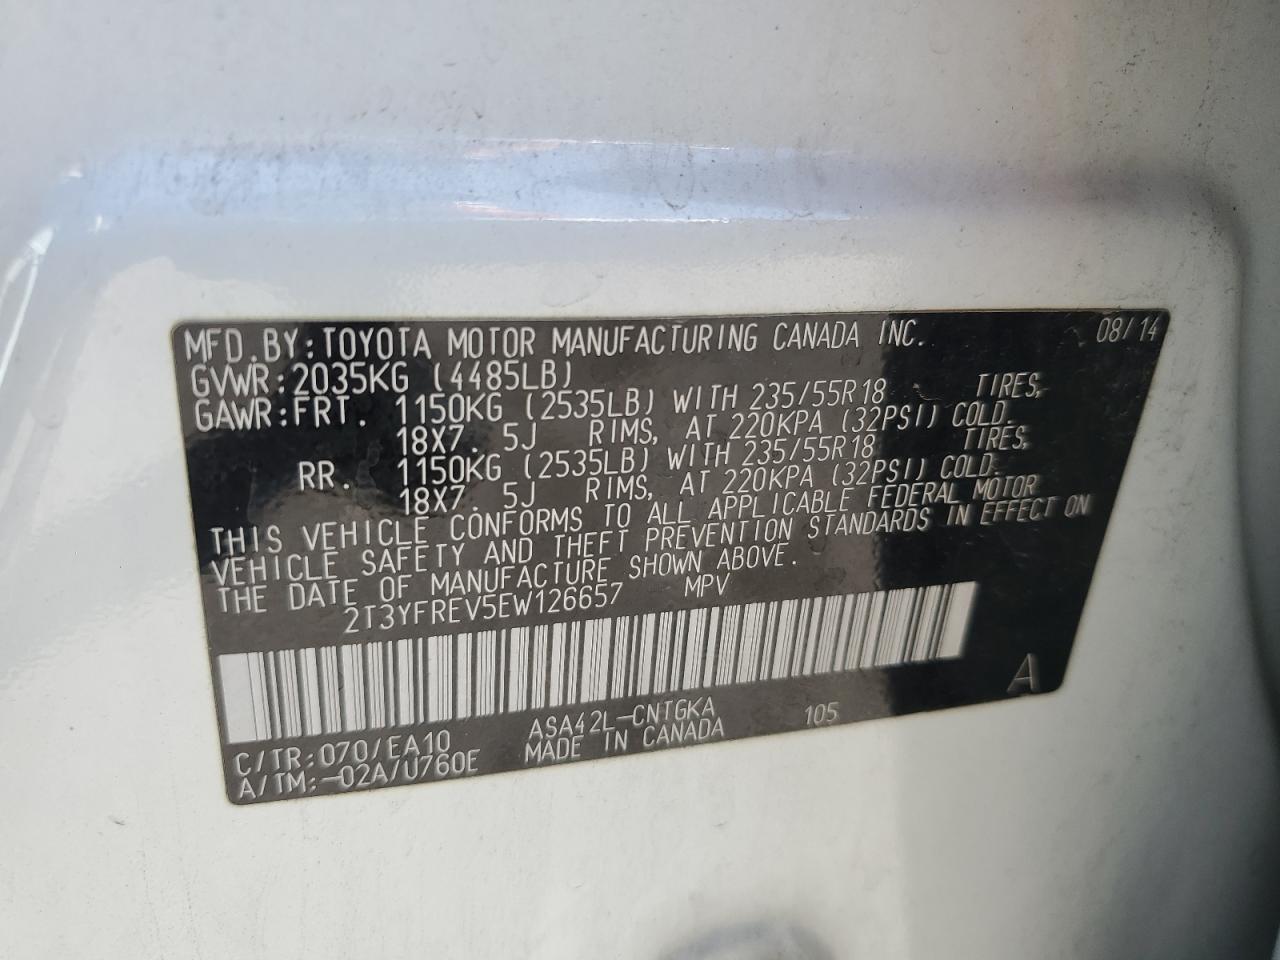 MFD.BY:TOYOTA MOTOR MANUFACTURING CANADA INC. 08/14
GVWR:2035KG (4485LB)
GAWR:FRT. 1150KG (2535LB) WITH 235/55R18 TIRES,
18X7. 5J RIMS, AT 220KPA (32PSI) COLD.
RR. 1150KG (2535LB) WITH 235/55R18 TIRES,
18X7. 5J RIMS, AT 220KPA (32PSI) COLD.
THIS VEHICLE CONFORMS TO ALL APPLICABLE FEDERAL MOTOR
VEHICLE SAFETY AND THEFT PREVENTION STANDARDS IN EFFECT ON
THE DATE OF MANUFACTURE SHOWN ABOVE.
2T3YFREV5EW126657 MPV
A
C/TR:070/EA10 ASA42L-CNTGKA 105
A/TM:-02A/U760E MADE IN CANADA